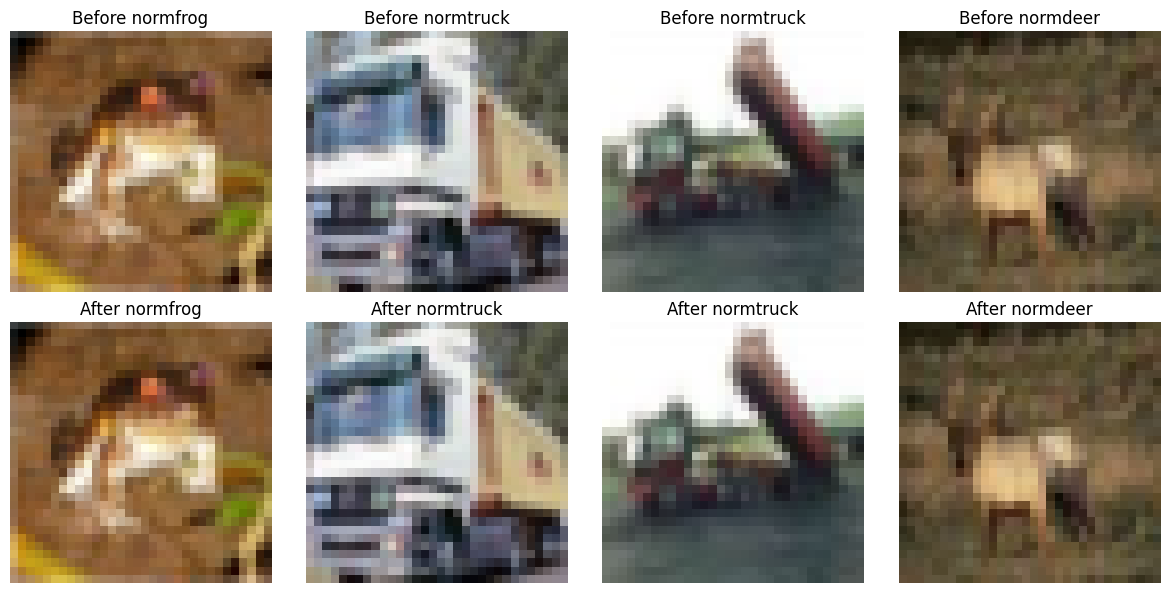 Before normfrog
Before normtruck
Before normtruck
Before normdeer
After normfrog
After normtruck
After normtruck
After normdeer